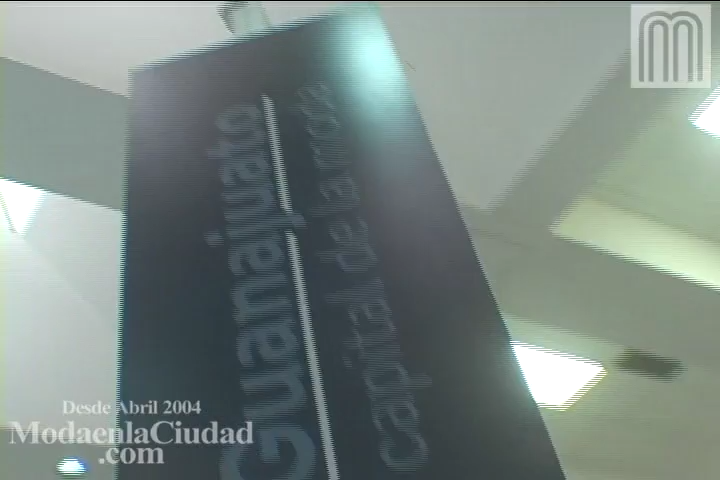 Guanajuato
capital de la moda
Desde Abril 2004
ModaenlaCiudad
.com